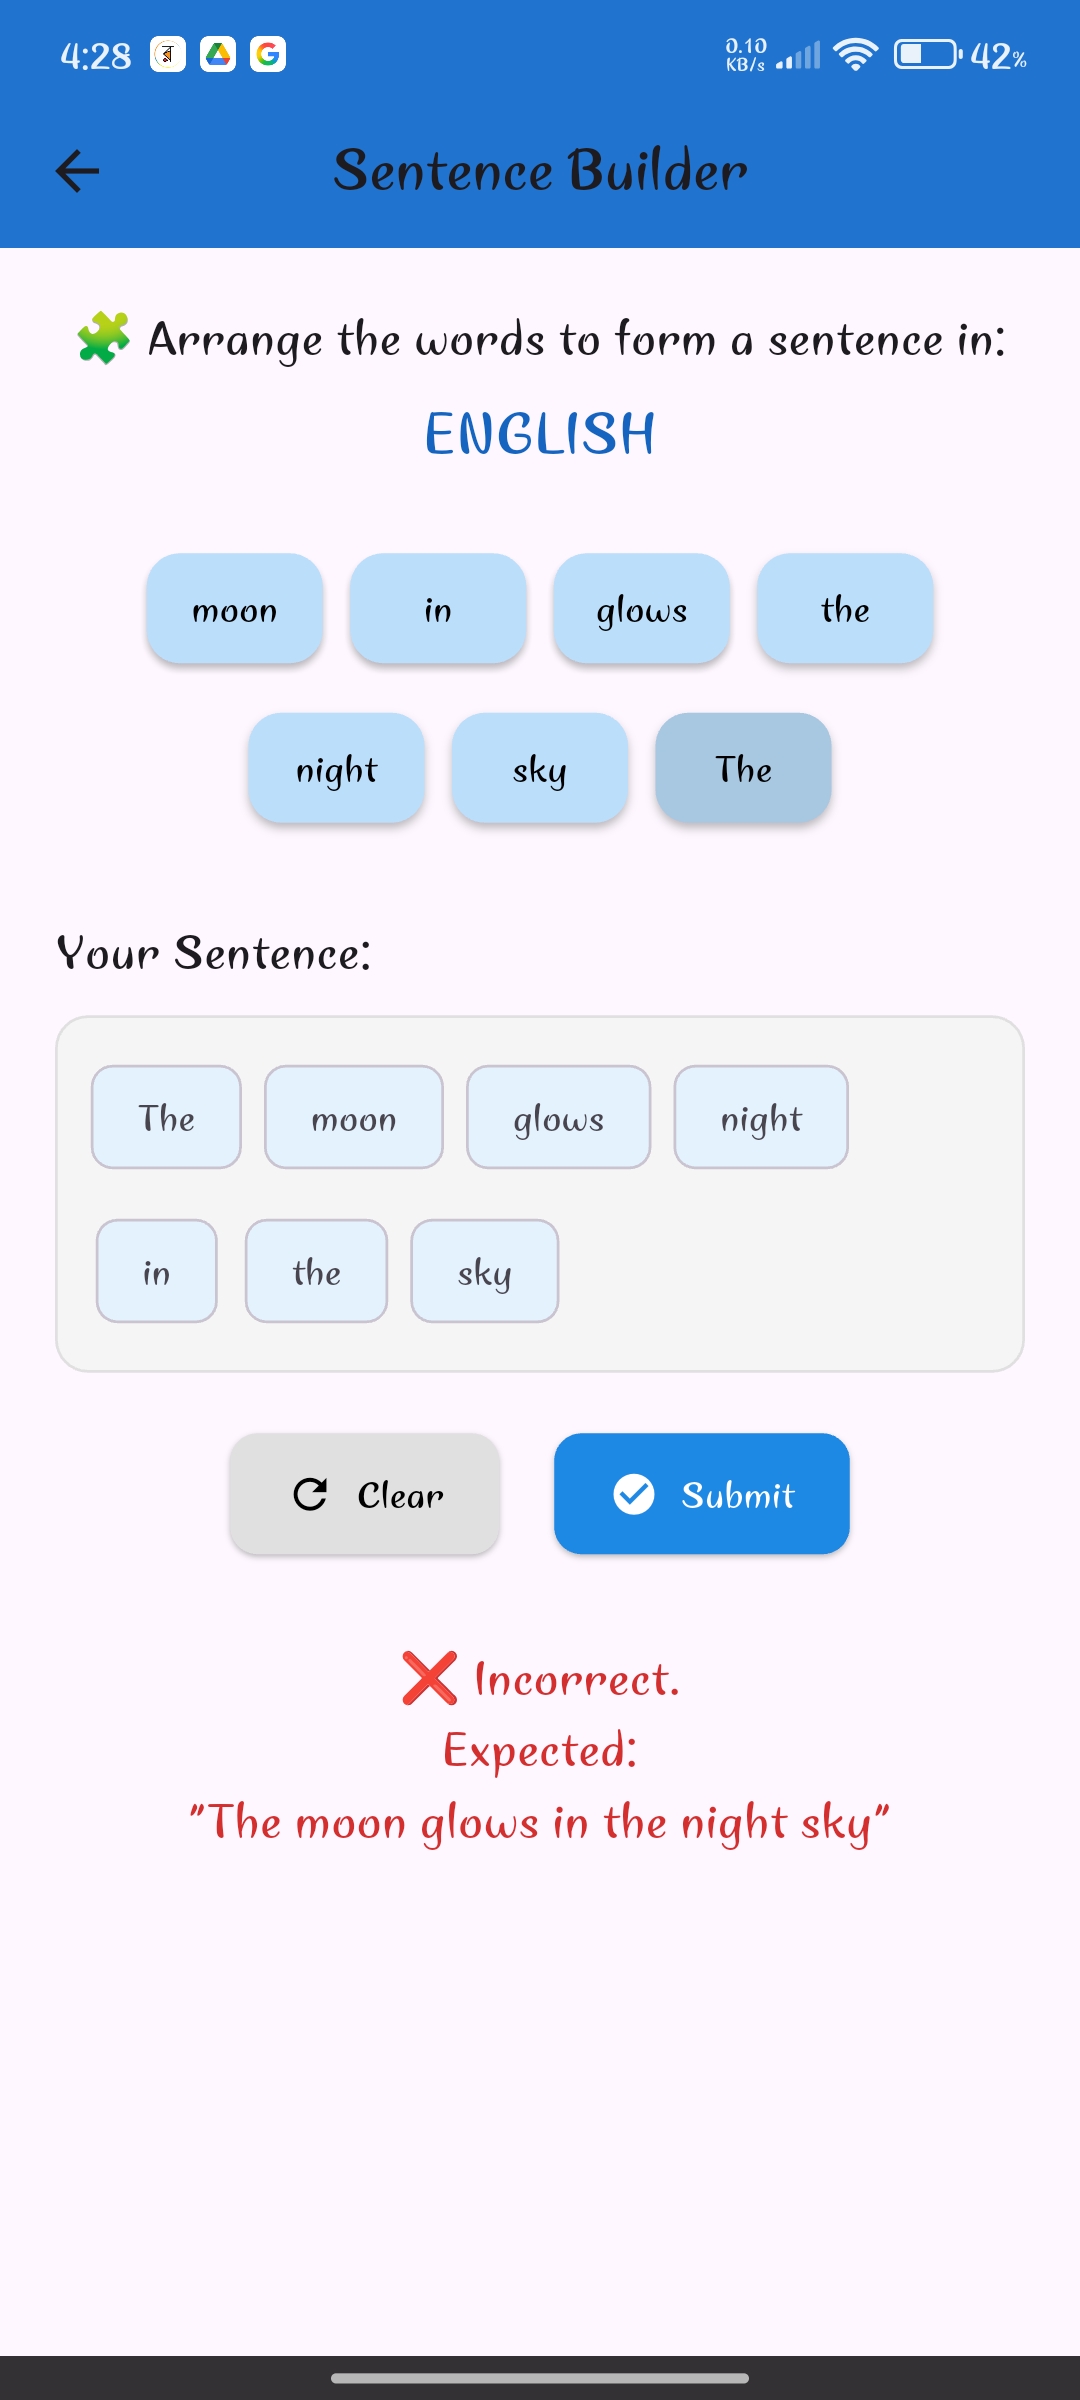 4:28 র 0.10 KB/s 42%
Sentence Builder
Arrange the words to form a sentence in:
ENGLISH
moon in glows the
night sky The
Your Sentence:
The moon glows night
in the sky
Clear Submit
Incorrect.
Expected:
"The moon glows in the night sky"